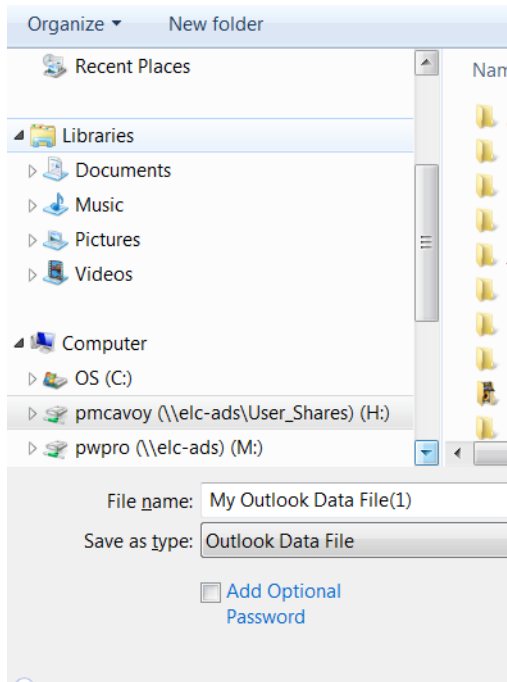 Organize New folder
Recent Places
Nam
Libraries
Documents
Music
Pictures
Videos
Computer
OS (C:)
pmcavoy (\\elc-ads\User_Shares) (H:)
pwpro (\\elc-ads) (M:)
File name: My Outlook Data File(1)
Save as type: Outlook Data File
Add Optional
Password